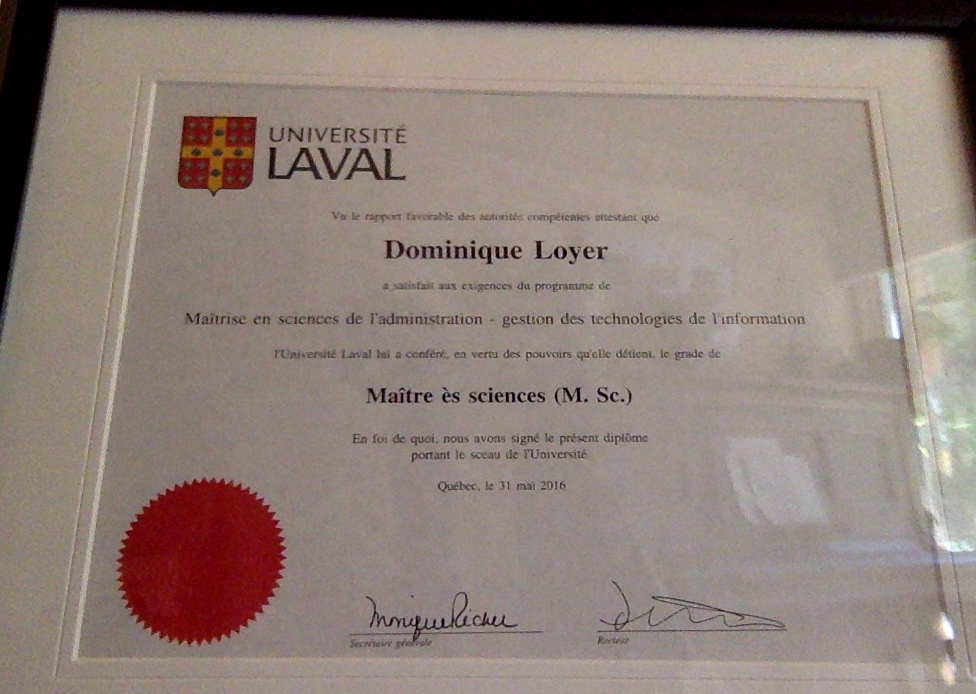 UNIVERSITÉ
LAVAL
Vu le rapport favorable des autorités compétentes attestant que
Dominique Loyer
a satisfait aux exigences du programme de
Maîtrise en sciences de l'administration - gestion des technologies de l'information
l'Université Laval lui a conféré, en vertu des pouvoirs qu'elle détient, le grade de
Maître ès sciences (M. Sc.)
En foi de quoi, nous avons signé le présent diplôme
portant le sceau de l'Université
Québec, le 31 mai 2016
Monique Richer
Secrétaire générale
Recteur